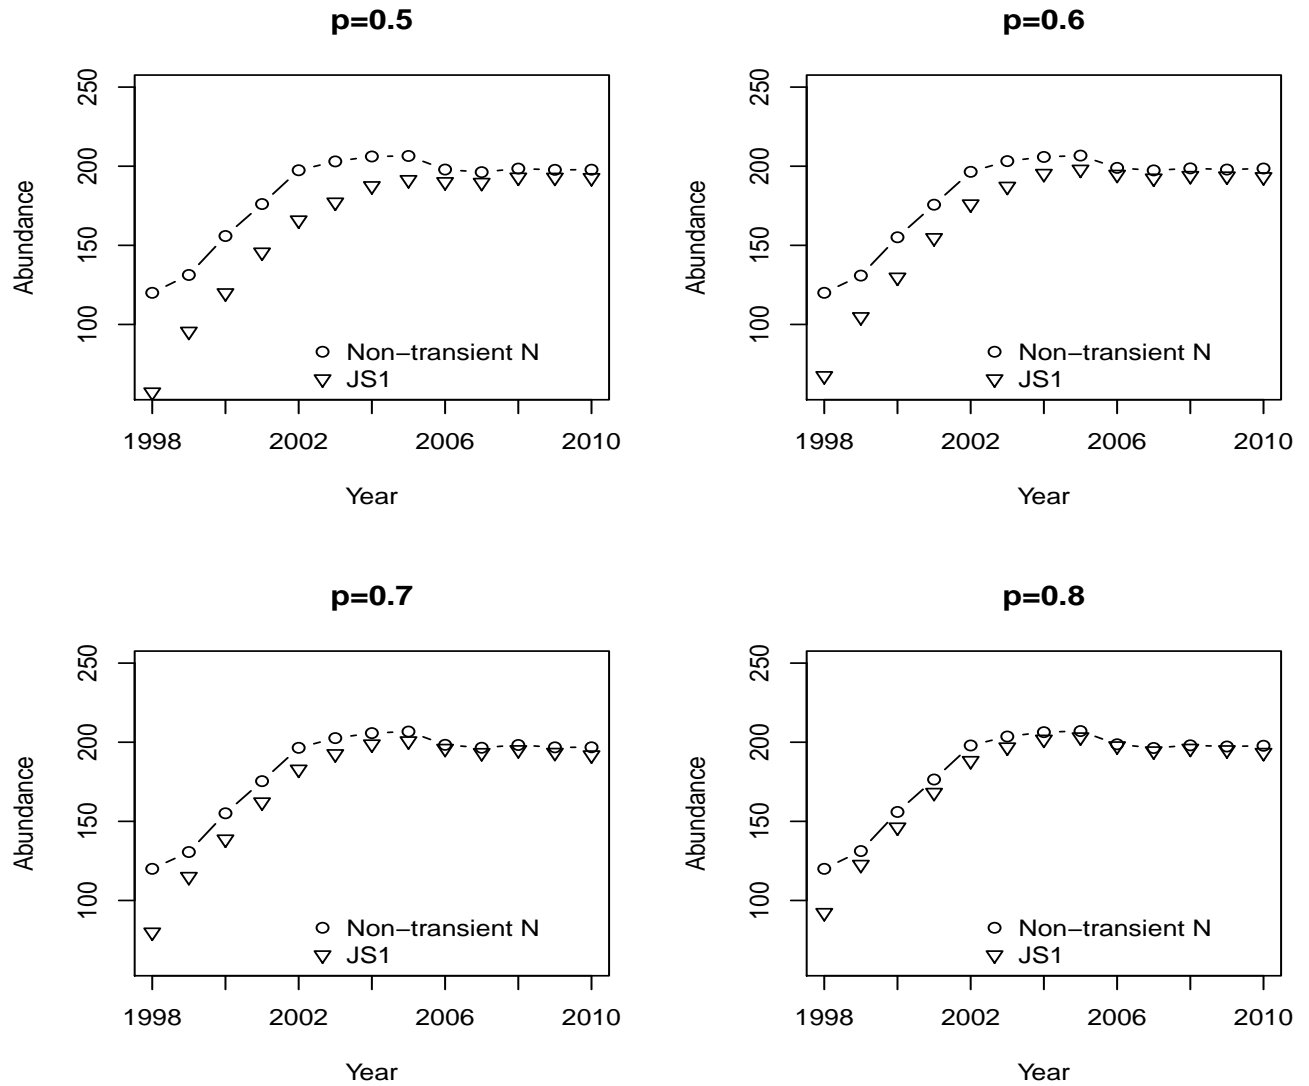 p=0.5
250
200
150
100
Abundance
Non−transient N
JS1
1998
2002
2006
2010
Year
p=0.6
250
200
150
100
Abundance
Non−transient N
JS1
1998
2002
2006
2010
Year
p=0.7
250
200
150
100
Abundance
Non−transient N
JS1
1998
2002
2006
2010
Year
p=0.8
250
200
150
100
Abundance
Non−transient N
JS1
1998
2002
2006
2010
Year